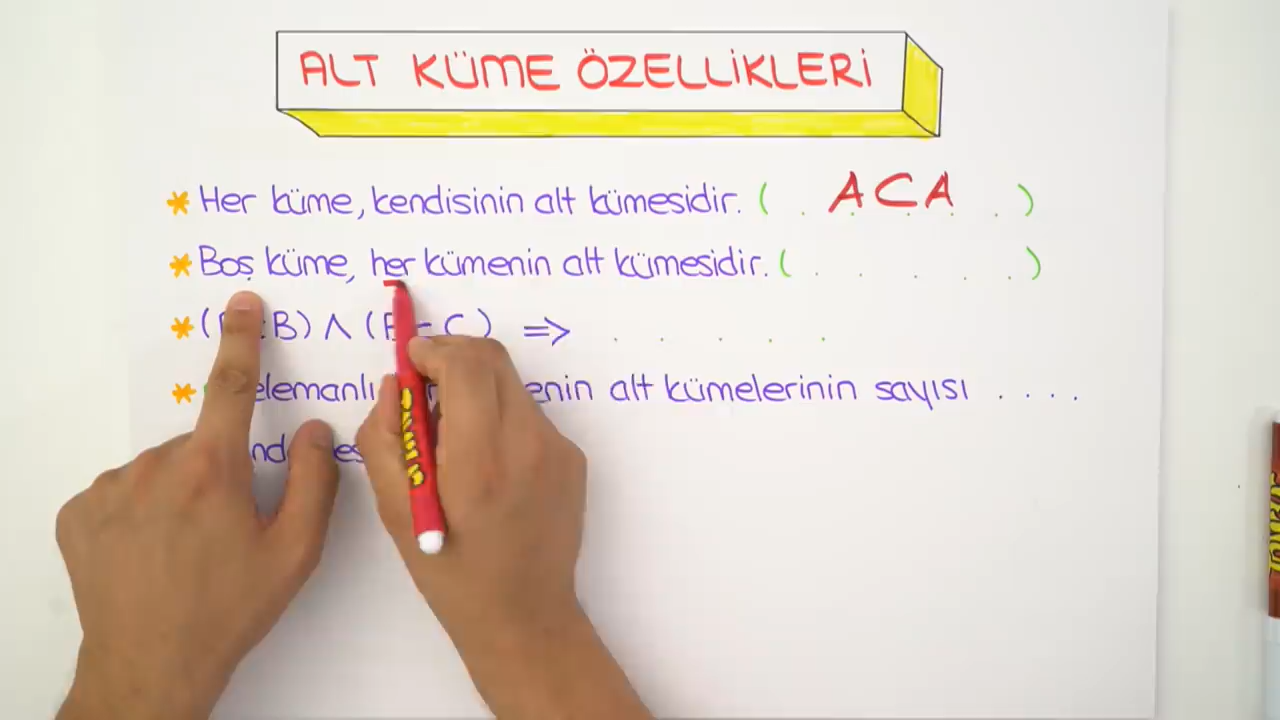 ALT KÜME ÖZELLİKLERİ
* Her küme, kendisinin alt kümesidir. ( A ⊂ A )
* Boş küme, her kümenin alt kümesidir. ( . . . . . )
* ( B) ∧ ( C) => . . . . .
* elemanlı alt kümelerinin sayısı . . . .